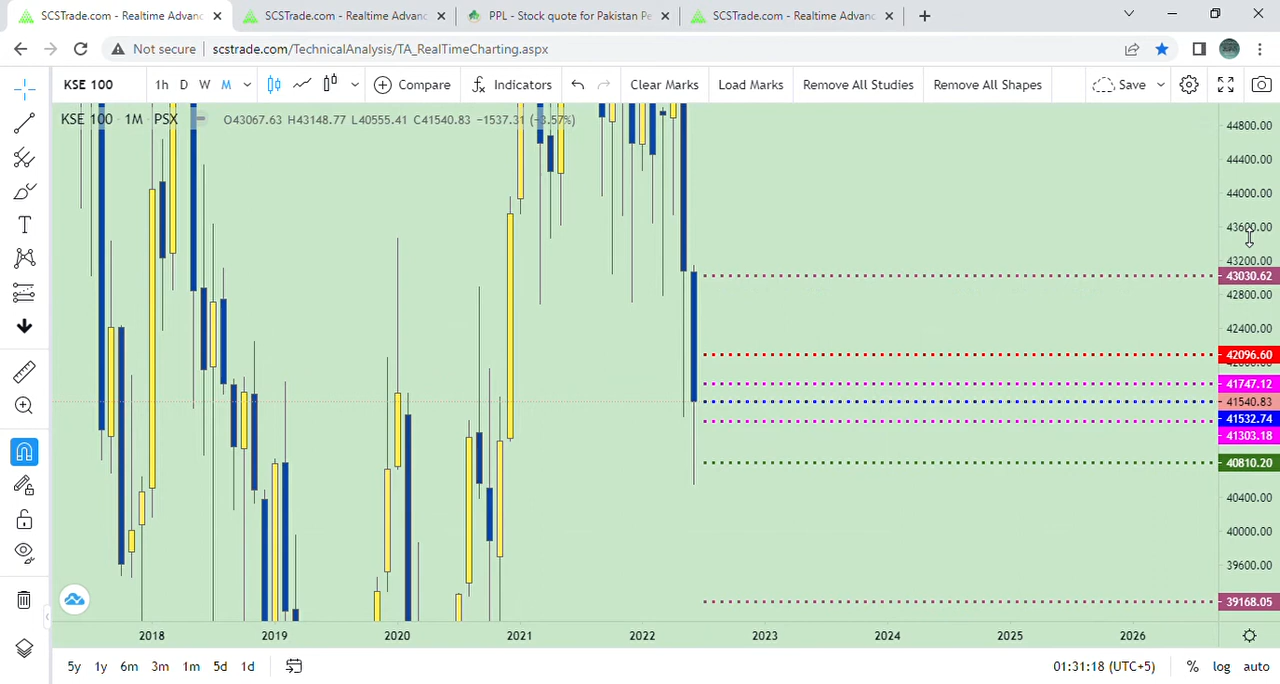 SCSTrade.com - Realtime Advanc
SCSTrade.com - Realtime Advanc
PPL - Stock quote for Pakistan Pe
SCSTrade.com - Realtime Advanc
Not secure
scstrade.com/TechnicalAnalysis/TA_RealTimeCharting.aspx
KSE 100
1h D W M
Compare
Indicators
Clear Marks
Load Marks
Remove All Studies
Remove All Shapes
Save
KSE 100 · 1M · PSX
O43067.63 H43148.77 L40555.41 C41540.83 −1537.31 (−3.57%)
44800.00
44400.00
44000.00
43600.00
43200.00
43030.62
42800.00
42400.00
42096.60
41747.12
41540.83
41532.74
41303.18
40810.20
40400.00
40000.00
39600.00
39168.05
2018 2019 2020 2021 2022 2023 2024 2025 2026
5y 1y 6m 3m 1m 5d 1d
01:31:18 (UTC+5)
% log auto